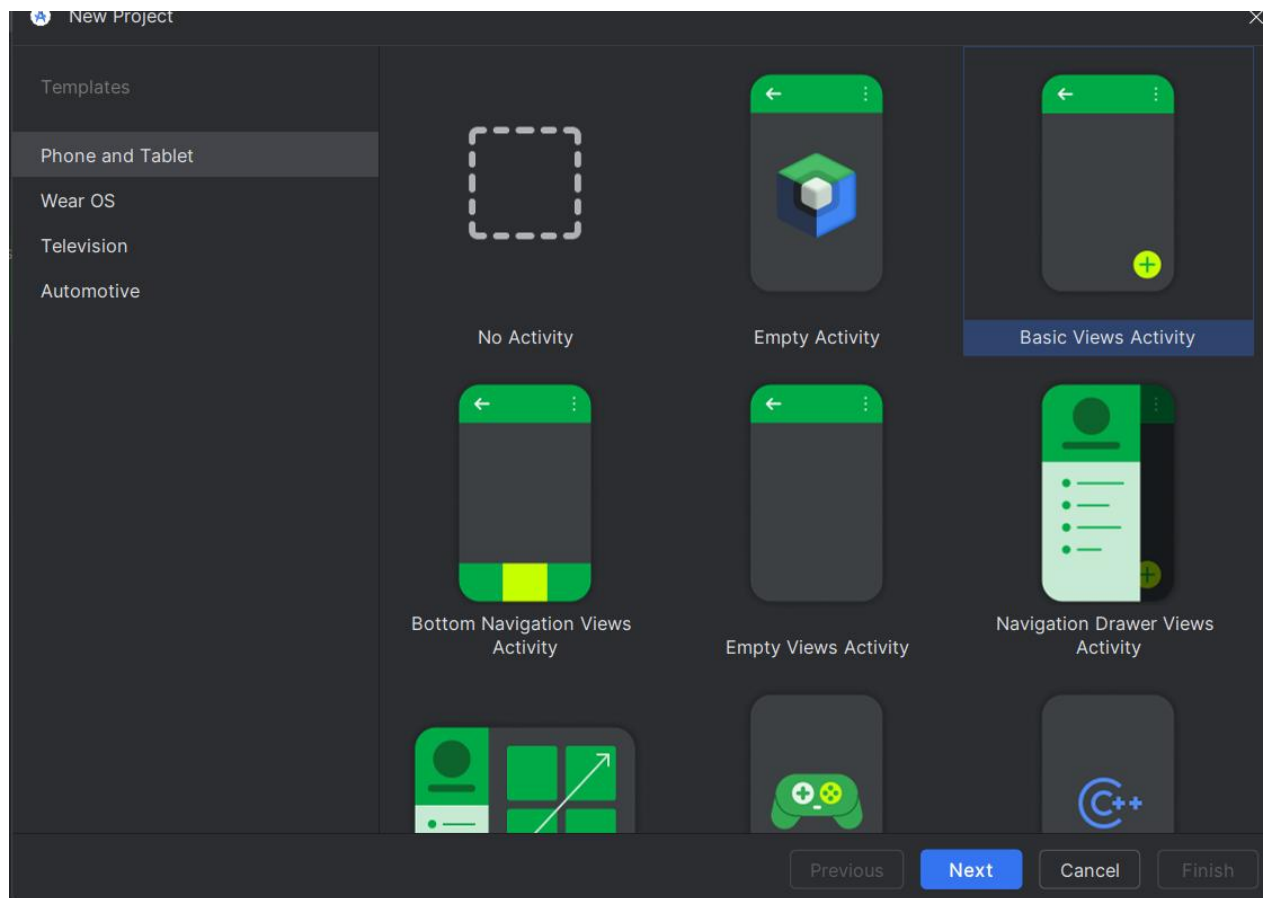 New Project
Templates
Phone and Tablet
Wear OS
Television
Automotive
No Activity
Empty Activity
Basic Views Activity
Bottom Navigation Views
Activity
Empty Views Activity
Navigation Drawer Views
Activity
C++
Previous
Next
Cancel
Finish